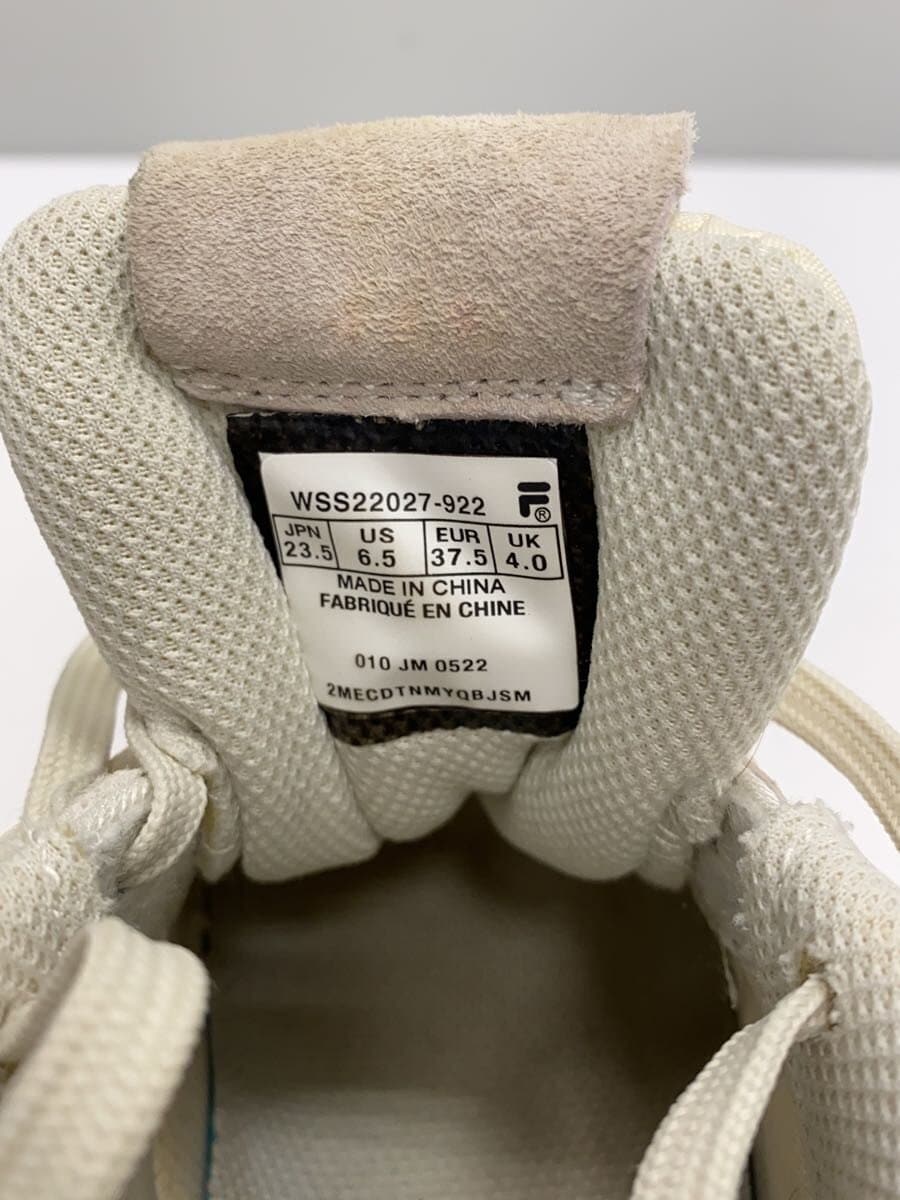 WSS22027-922 F®
JPN US EUR UK
23.5 6.5 37.5 4.0
MADE IN CHINA
FABRIQUÉ EN CHINE
010 JM 0522
2MECDTNMYQBJSM